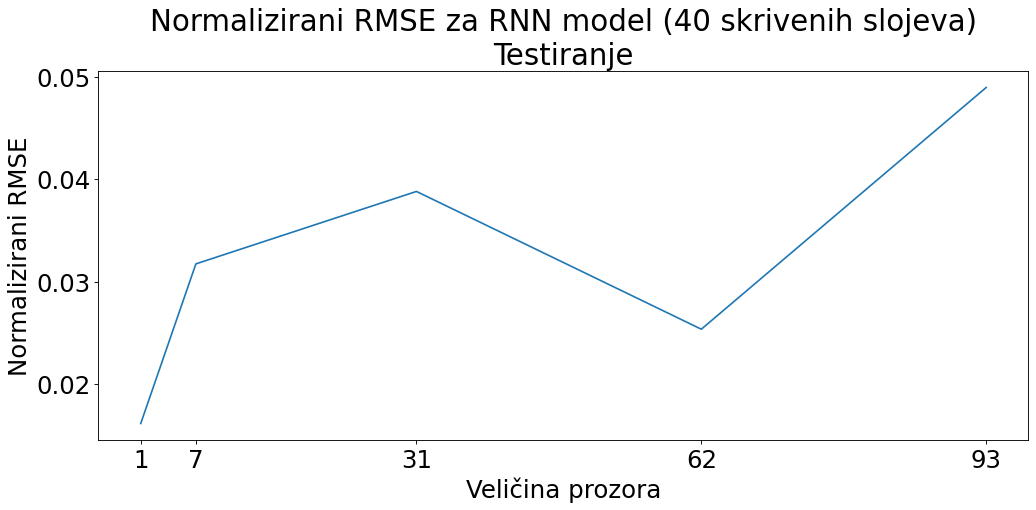 Normalizirani RMSE za RNN model (40 skrivenih slojeva)
Testiranje
Normalizirani RMSE
0.05
0.04
0.03
0.02
1 7 31 62 93
Veličina prozora